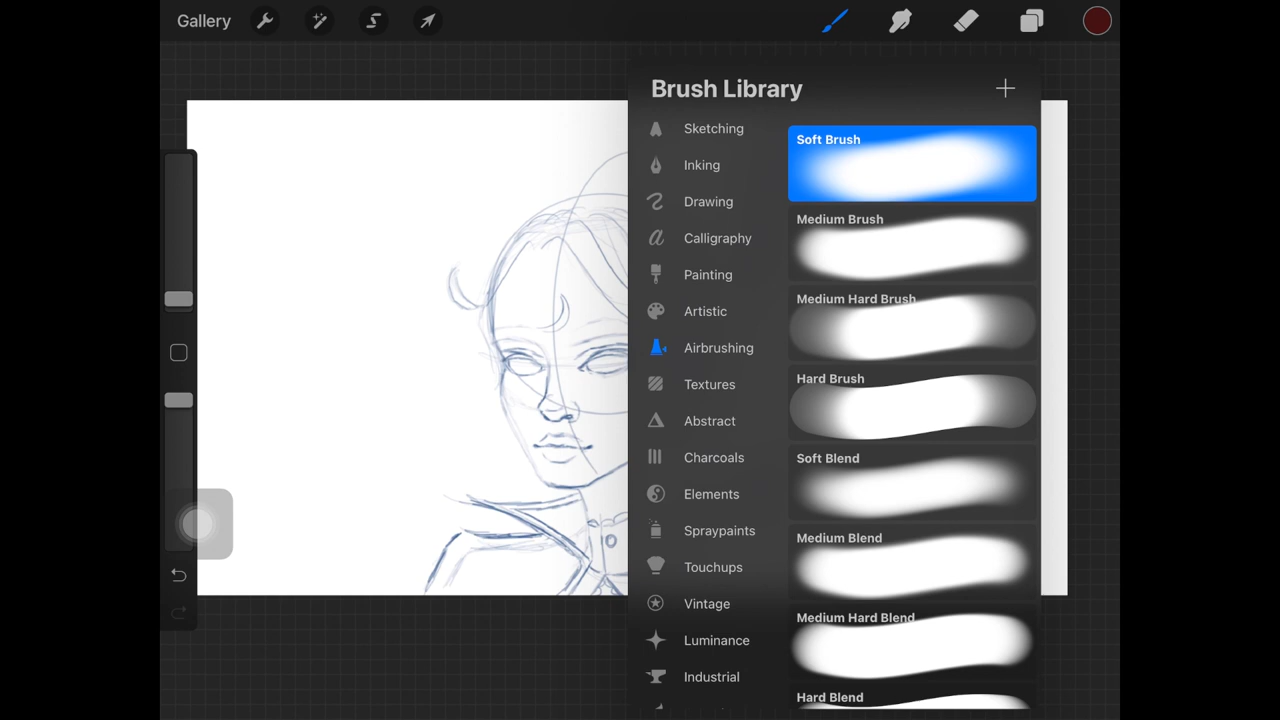 Gallery
Brush Library
Sketching
Inking
Drawing
Calligraphy
Painting
Artistic
Airbrushing
Textures
Abstract
Charcoals
Elements
Spraypaints
Touchups
Vintage
Luminance
Industrial
Soft Brush
Medium Brush
Medium Hard Brush
Hard Brush
Soft Blend
Medium Blend
Medium Hard Blend
Hard Blend